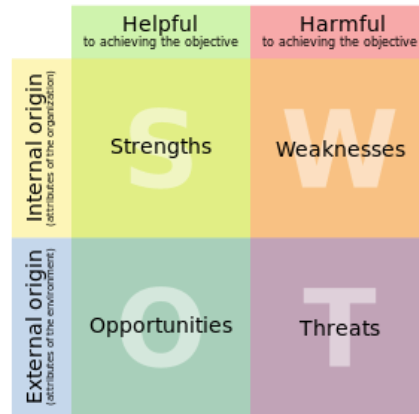 Helpful
to achieving the objective
Harmful
to achieving the objective
Internal origin
(attributes of the organization)
S
Strengths
W
Weaknesses
External origin
(attributes of the environment)
O
Opportunities
T
Threats